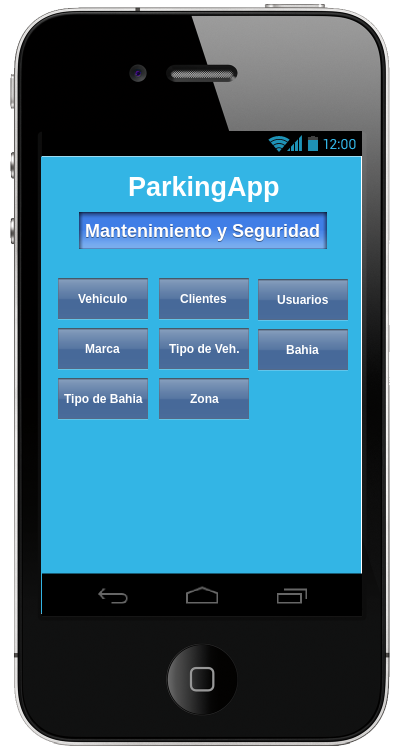 12:00
ParkingApp
Mantenimiento y Seguridad
Vehiculo Clientes Usuarios
Marca Tipo de Veh. Bahia
Tipo de Bahia Zona